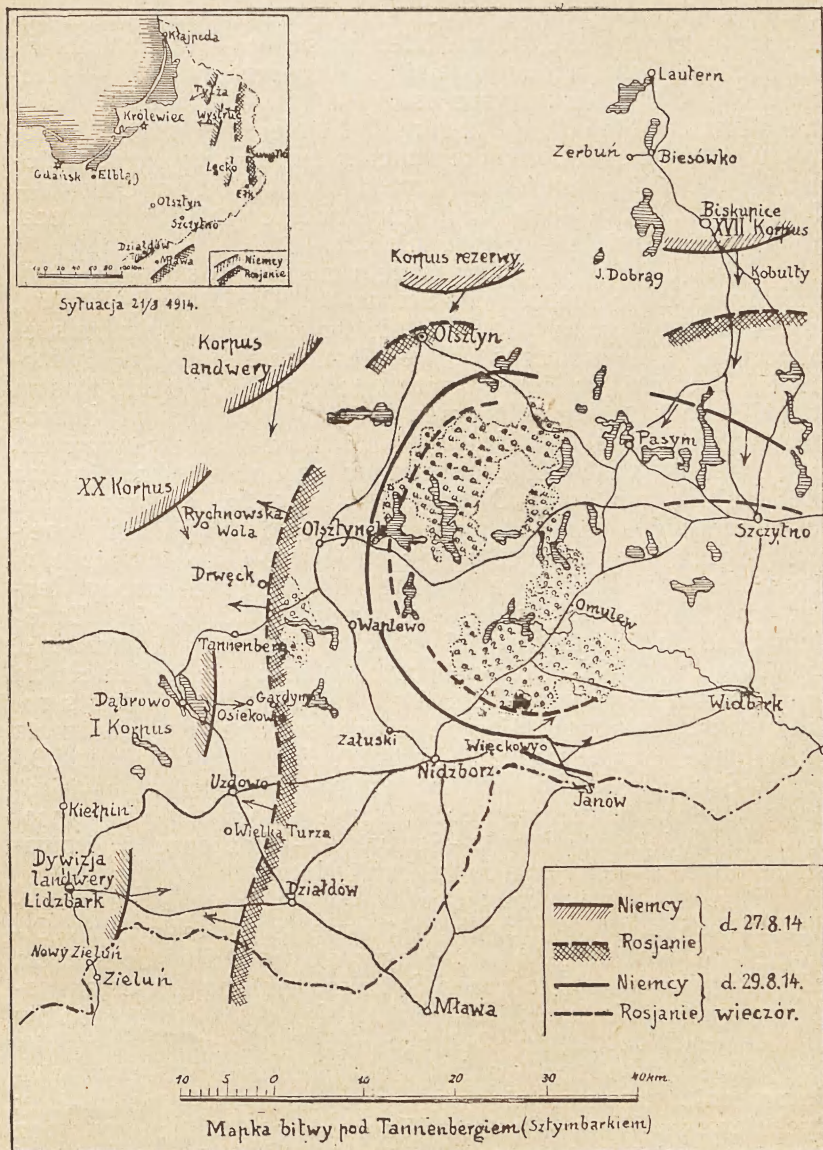 Kłajpeda
Tylża
Wystruć
Królewiec
Gdańsk
Elbląg
Lęcko
Ełk
Olsztyn
Szczytno
Działdów
Mława
Niemcy
Rosjanie
Sytuacja 21/8 1914.
Lautern
Zerbuń
Biesówko
Biskupice
XVII Korpus
Korpus rezerwy
J. Dobrąg
Kobułty
Olsztyn
Korpus
landwery
Pasym
XX Korpus
Rychnowska
Wola
Olsztynek
Szczytno
Drwęck
Omulew
Waplewo
Tannenberg
Dąbrowo
Gardyny
Osiekowo
I Korpus
Widbark
Załuski
Więckowyo
Nidzborz
Uzdowo
Janów
Kiełpin
Wielka Turza
Dywizja
landwery
Lidzbark
Działdów
Nowy Zieluń
Zieluń
Mława
Niemcy
Rosjanie
d. 27.8.14
Niemcy
Rosjanie
d. 29.8.14.
wieczór.
10 5 0 10 20 30 40 km.
Mapka bitwy pod Tannenbergiem (Sztymbarkiem)